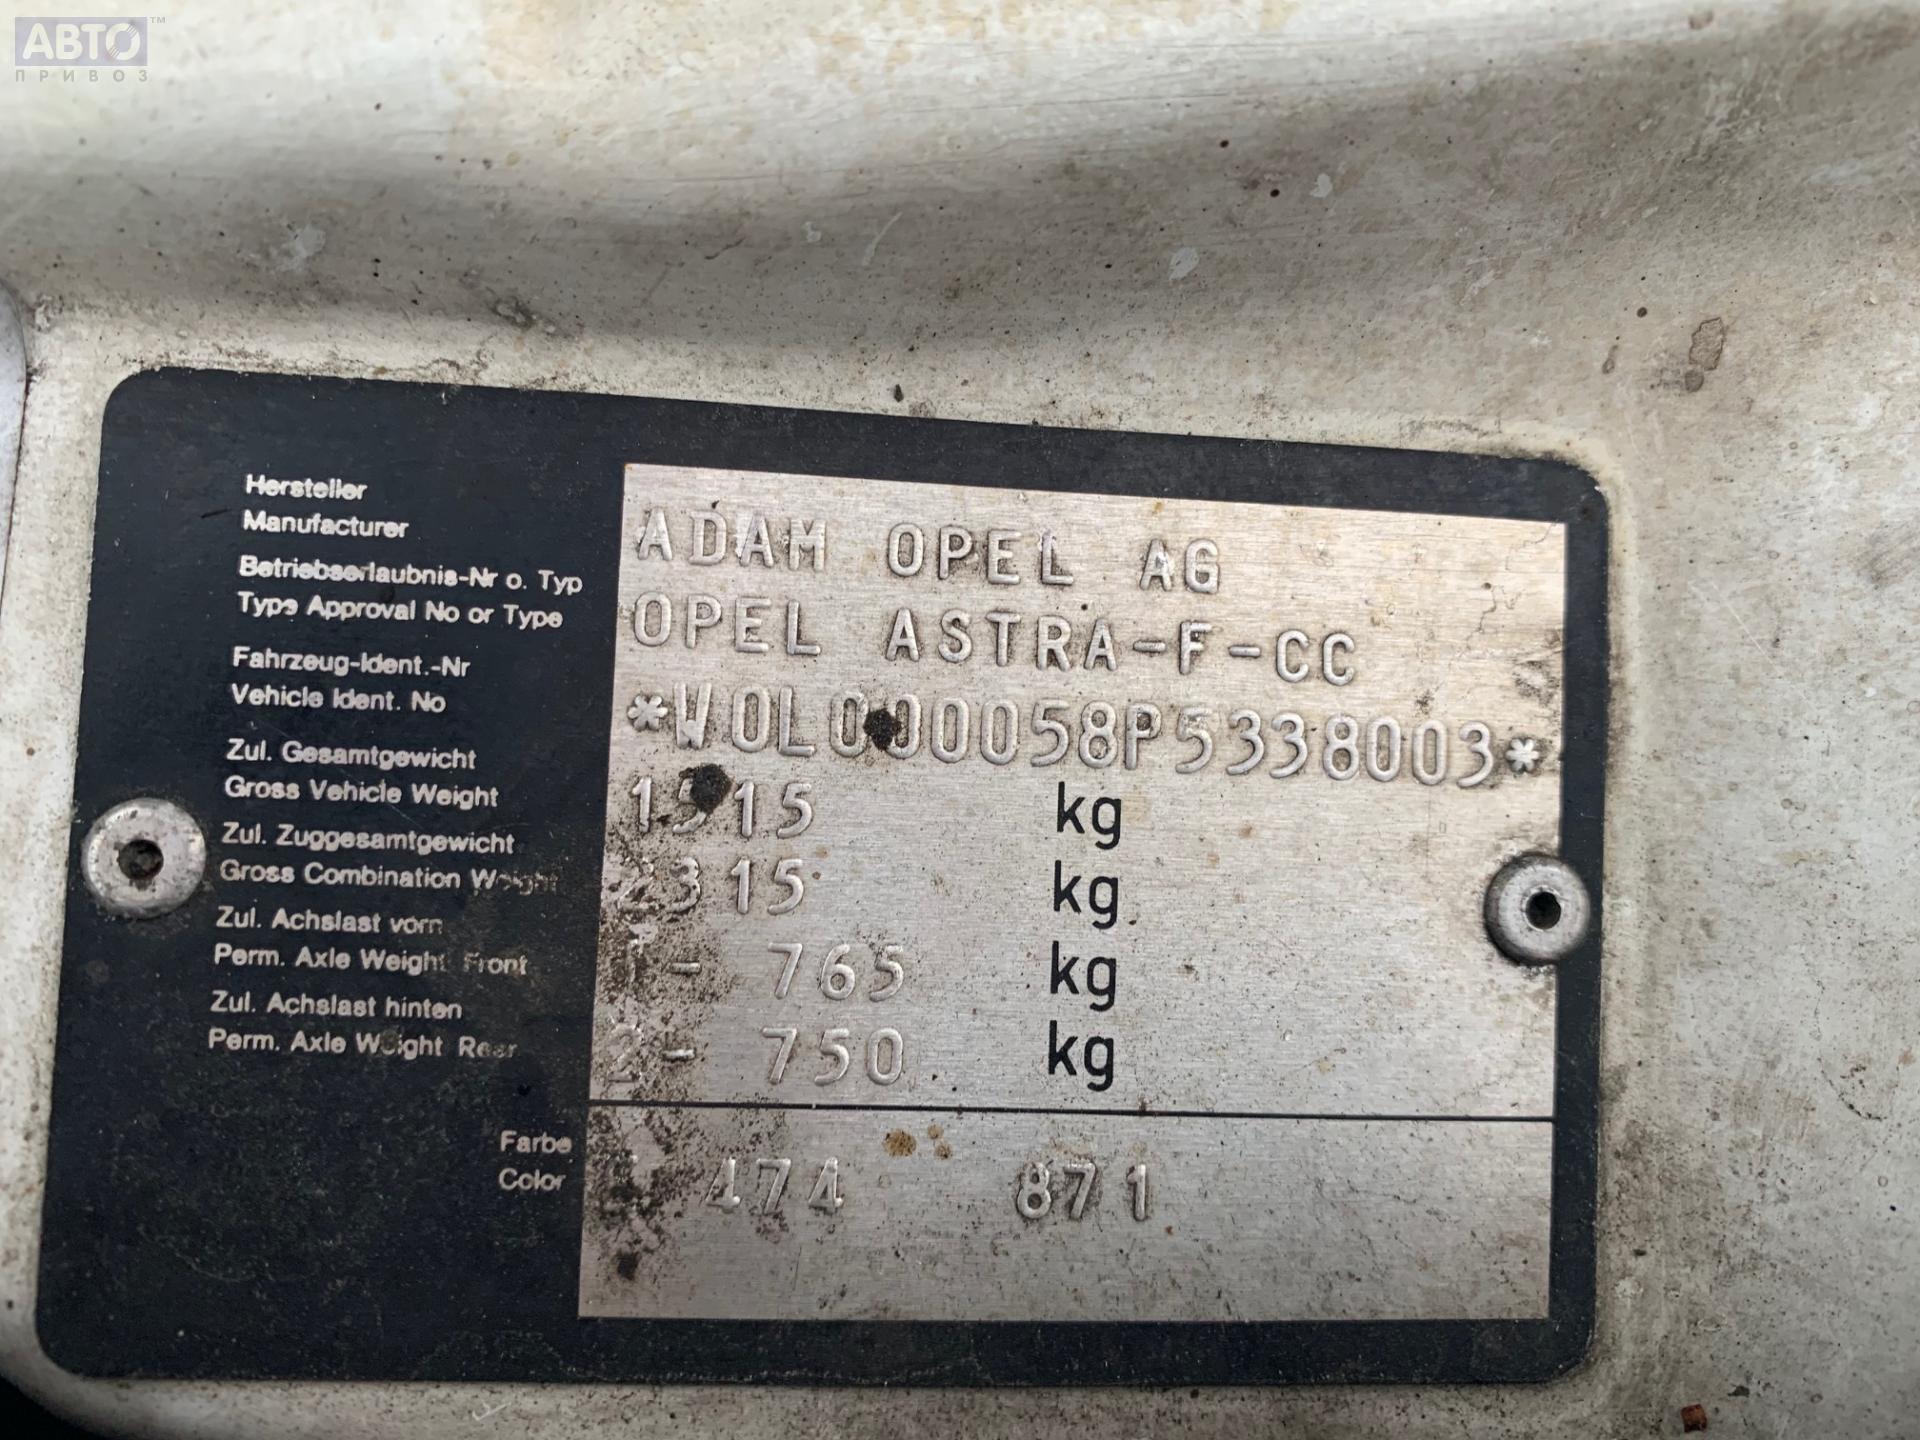 АВТО™
ПРИВОЗ
Hersteller
Manufacturer
ADAM OPEL AG
Betriebserlaubnis-Nr o. Typ
Type Approval No or Type
OPEL ASTRA-F-CC
Fahrzeug-Ident.-Nr
Vehicle Ident. No
*W0L000058P5338003*
Zul. Gesamtgewicht
Gross Vehicle Weight
1515 kg
Zul. Zuggesamtgewicht
Gross Combination Weight
2315 kg
Zul. Achslast vorn
Perm. Axle Weight Front
1- 765 kg
Zul. Achslast hinten
Perm. Axle Weight Rear
2- 750 kg
Farbe
Color
474 871